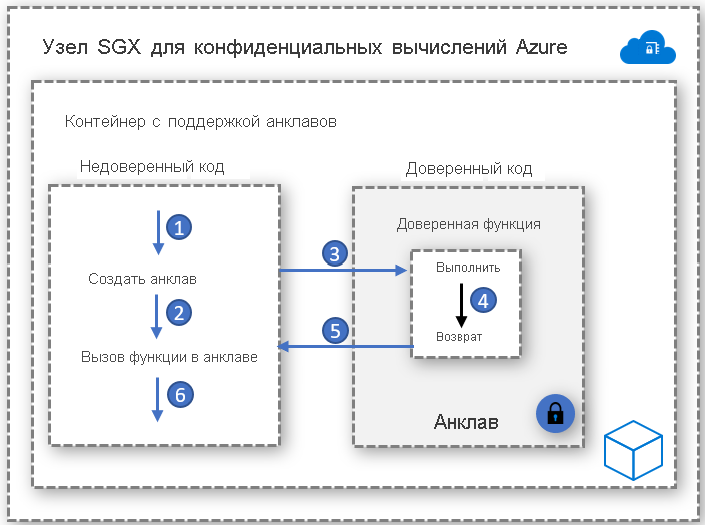 Узел SGX для конфиденциальных вычислений Azure
Контейнер с поддержкой анклавов
Недоверенный код
Доверенный код
Доверенная функция
1
3
Выполнить
Создать анклав
4
2
5
Возврат
Вызов функции в анклаве
6
Анклав